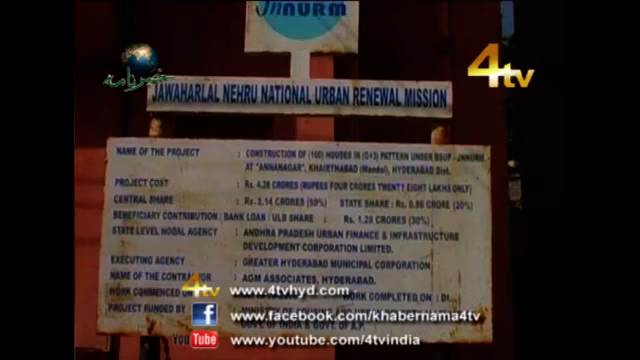 JnNURM
خبرنامہ
4tv
JAWAHARLAL NEHRU NATIONAL URBAN RENEWAL MISSION
NAME OF THE PROJECT : CONSTRUCTION OF (160) HOUSES IN (G+3) PATTERN UNDER BSUP - JNNURM
AT "ANNANAGAR", KHAIRTHABAD (Mandal), HYDERABAD Dist.
PROJECT COST : Rs. 4.28 CRORES (RUPEES FOUR CRORES TWENTY EIGHT LAKHS ONLY)
CENTRAL SHARE : Rs. 2.14 CRORES (50%) STATE SHARE : Rs. 0.86 CRORE (20%)
BENEFICIARY CONTRIBUTION / BANK LOAN / ULB SHARE : Rs. 1.28 CRORES (30%)
STATE LEVEL NODAL AGENCY : ANDHRA PRADESH URBAN FINANCE & INFRASTRUCTURE
DEVELOPMENT CORPORATION LIMITED.
EXECUTING AGENCY : GREATER HYDERABAD MUNICIPAL CORPORATION
NAME OF THE CONTRACTOR : AGM ASSOCIATES, HYDERABAD.
WORK COMMENCED ON WORK COMPLETED ON : Dt.
4tv www.4tvhyd.com
PROJECT FUNDED BY : MINISTRY OF
f www.facebook.com/khabernama4tv
GOVT. OF INDIA & GOVT. OF A.P.
YouTube www.youtube.com/4tvindia